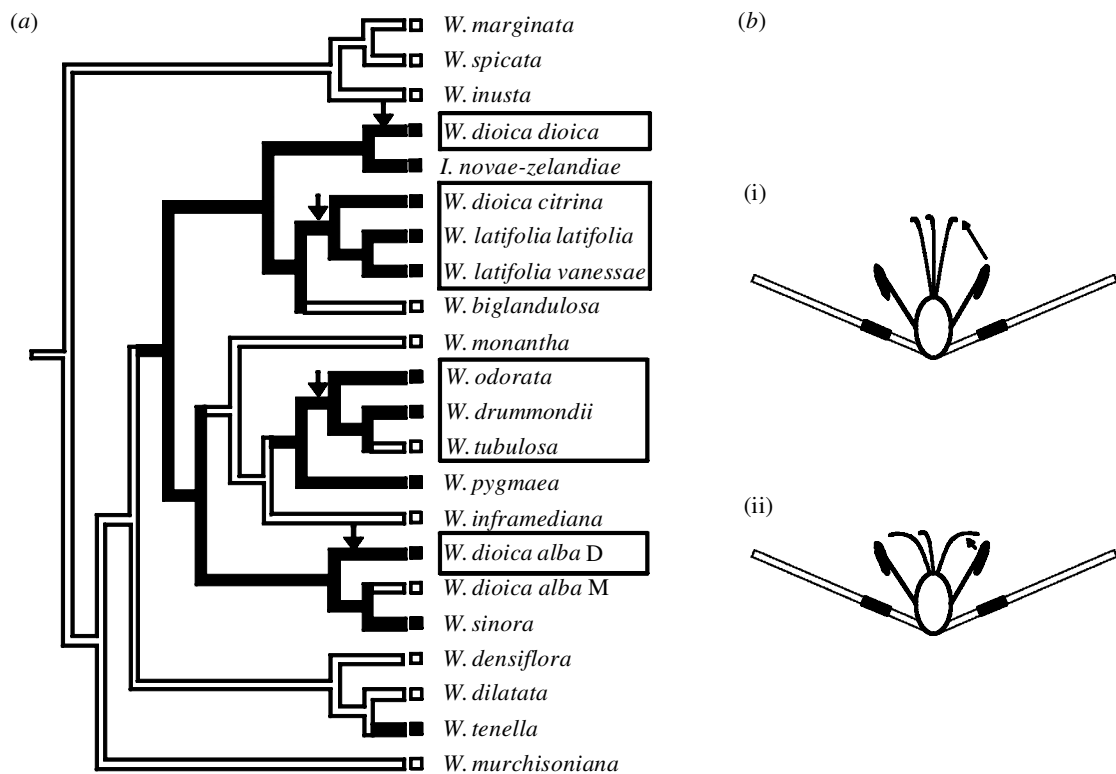 (a)
W. marginata
W. spicata
W. inusta
W. dioica dioica
I. novae-zelandiae
W. dioica citrina
W. latifolia latifolia
W. latifolia vanessae
W. biglandulosa
W. monantha
W. odorata
W. drummondii
W. tubulosa
W. pygmaea
W. inframediana
W. dioica alba D
W. dioica alba M
W. sinora
W. densiflora
W. dilatata
W. tenella
W. murchisoniana
(b)
(i)
(ii)